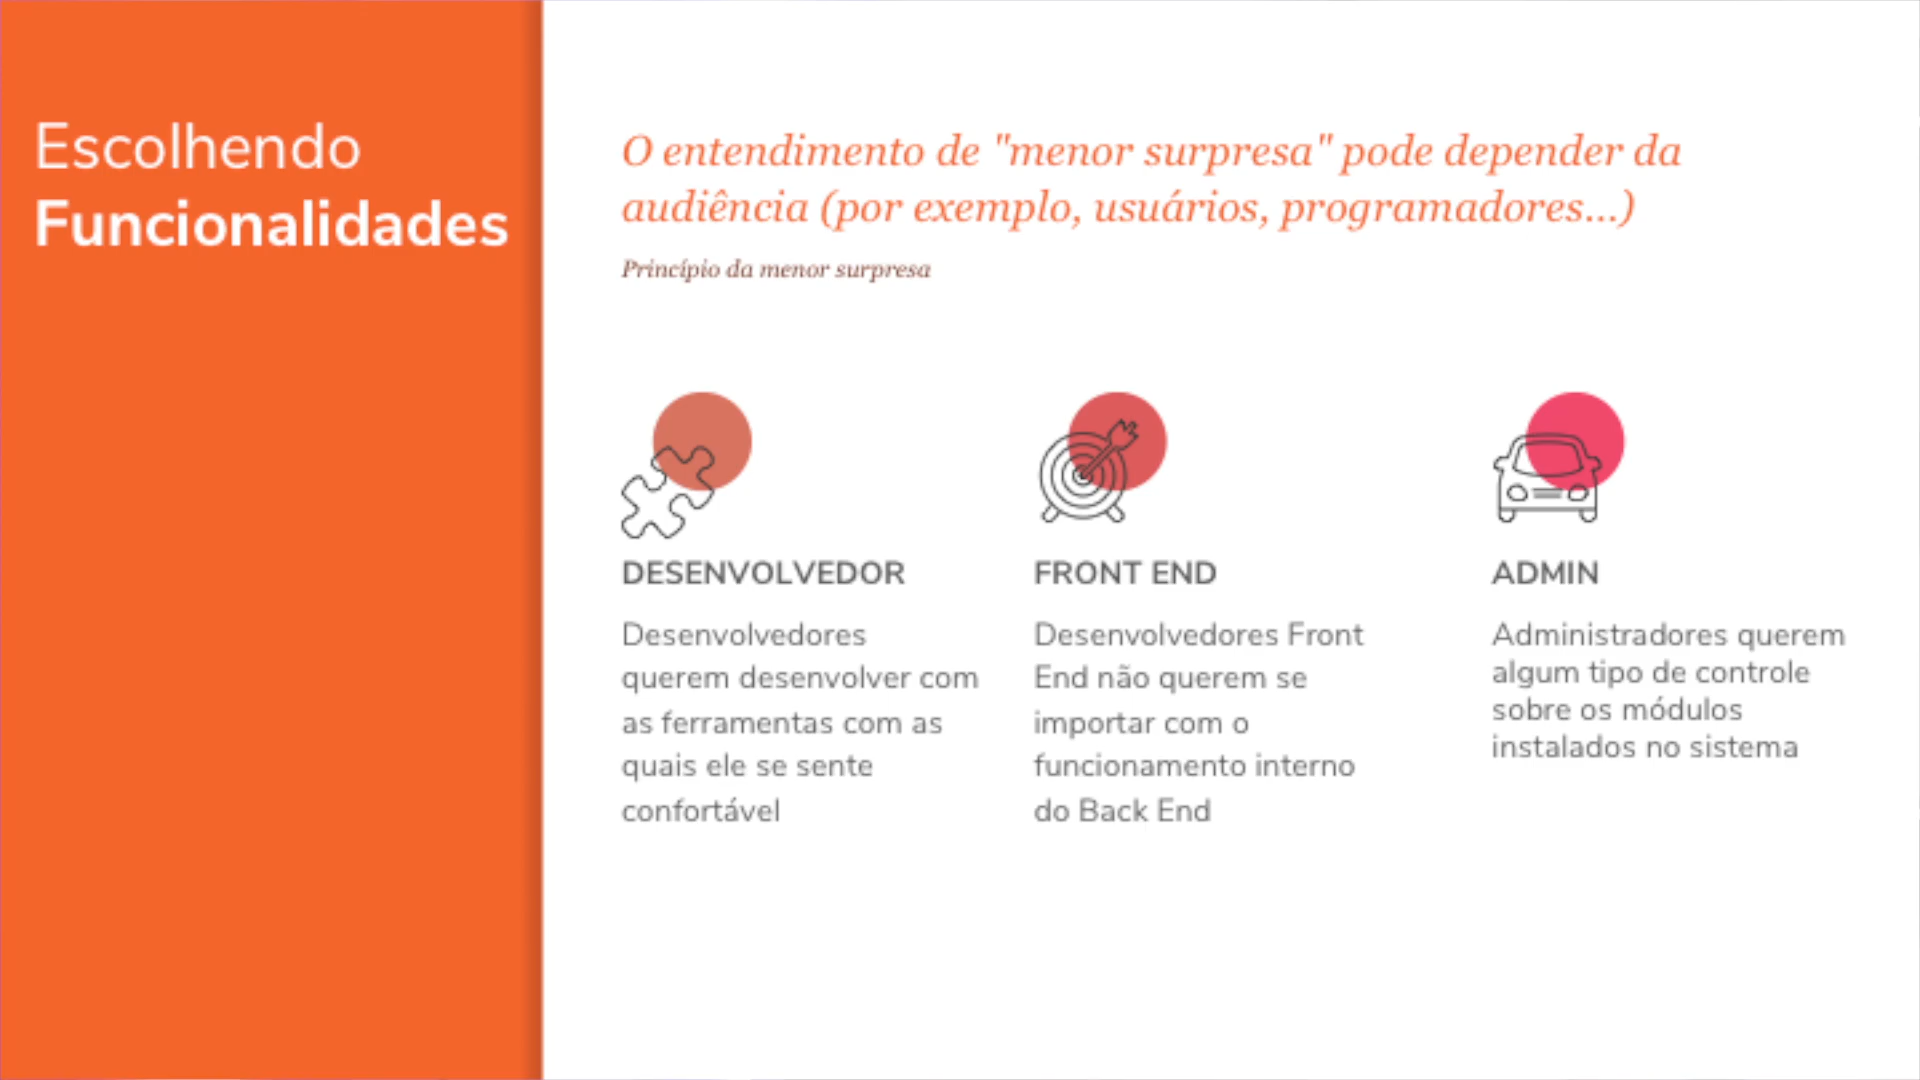 Escolhendo
Funcionalidades
O entendimento de "menor surpresa" pode depender da
audiência (por exemplo, usuários, programadores...)
Princípio da menor surpresa
DESENVOLVEDOR
Desenvolvedores
querem desenvolver com
as ferramentas com as
quais ele se sente
confortável
FRONT END
Desenvolvedores Front
End não querem se
importar com o
funcionamento interno
do Back End
ADMIN
Administradores querem
algum tipo de controle
sobre os módulos
instalados no sistema